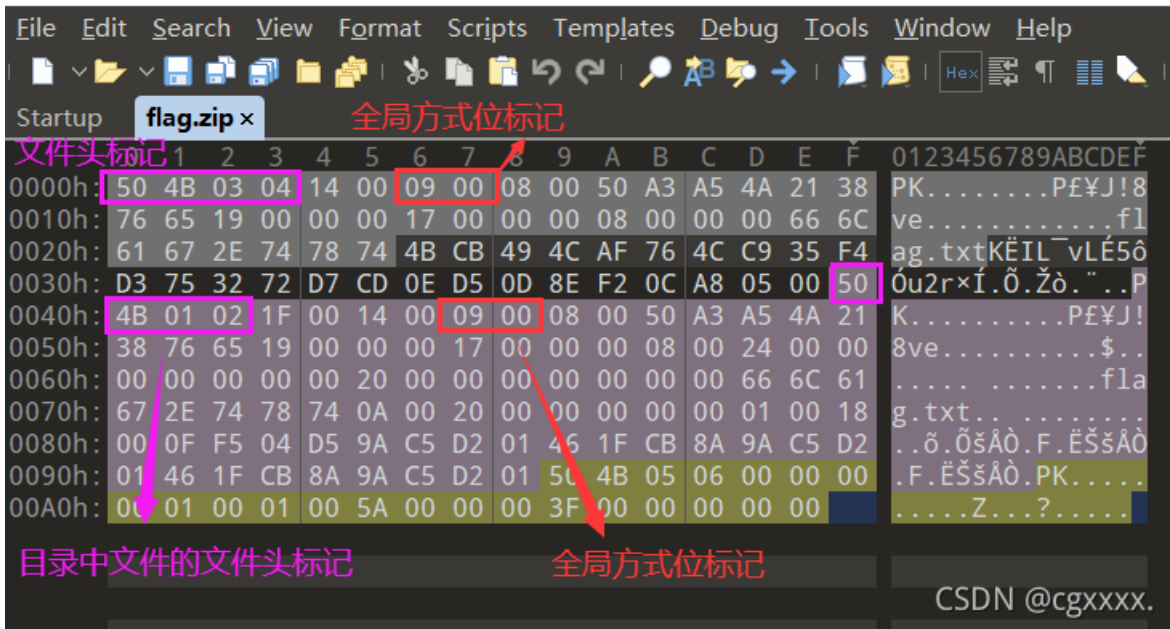 File Edit Search View Format Scripts Templates Debug Tools Window Help
Hex
Startup flag.zip × 全局方式位标记
文件头标记 1 2 3 4 5 6 7 8 9 A B C D E F 0123456789ABCDEF
0000h: 50 4B 03 04 14 00 09 00 08 00 50 A3 A5 4A 21 38 PK........P£¥J!8
0010h: 76 65 19 00 00 00 17 00 00 00 08 00 00 00 66 6C ve............fl
0020h: 61 67 2E 74 78 74 4B CB 49 4C AF 76 4C C9 35 F4 ag.txtKËIL¯vLÉ5ô
0030h: D3 75 32 72 D7 CD 0E D5 0D 8E F2 0C A8 05 00 50 Óu2r×Í.Õ.Žò.¨..P
0040h: 4B 01 02 1F 00 14 00 09 00 08 00 50 A3 A5 4A 21 K..........P£¥J!
0050h: 38 76 65 19 00 00 00 17 00 00 00 08 00 24 00 00 8ve..........$..
0060h: 00 00 00 00 00 20 00 00 00 00 00 00 00 66 6C 61 ..... .......fla
0070h: 67 2E 74 78 74 0A 00 20 00 00 00 00 00 01 00 18 g.txt.. ........
0080h: 00 0F F5 04 D5 9A C5 D2 01 46 1F CB 8A 9A C5 D2 ..õ.ÕšÅÒ.F.ËŠšÅÒ
0090h: 01 46 1F CB 8A 9A C5 D2 01 50 4B 05 06 00 00 00 .F.ËŠšÅÒ.PK.....
00A0h: 00 01 00 01 00 5A 00 00 00 3F 00 00 00 00 00 .....Z...?.....
目录中文件的文件头标记 全局方式位标记
CSDN @cgxxxx.